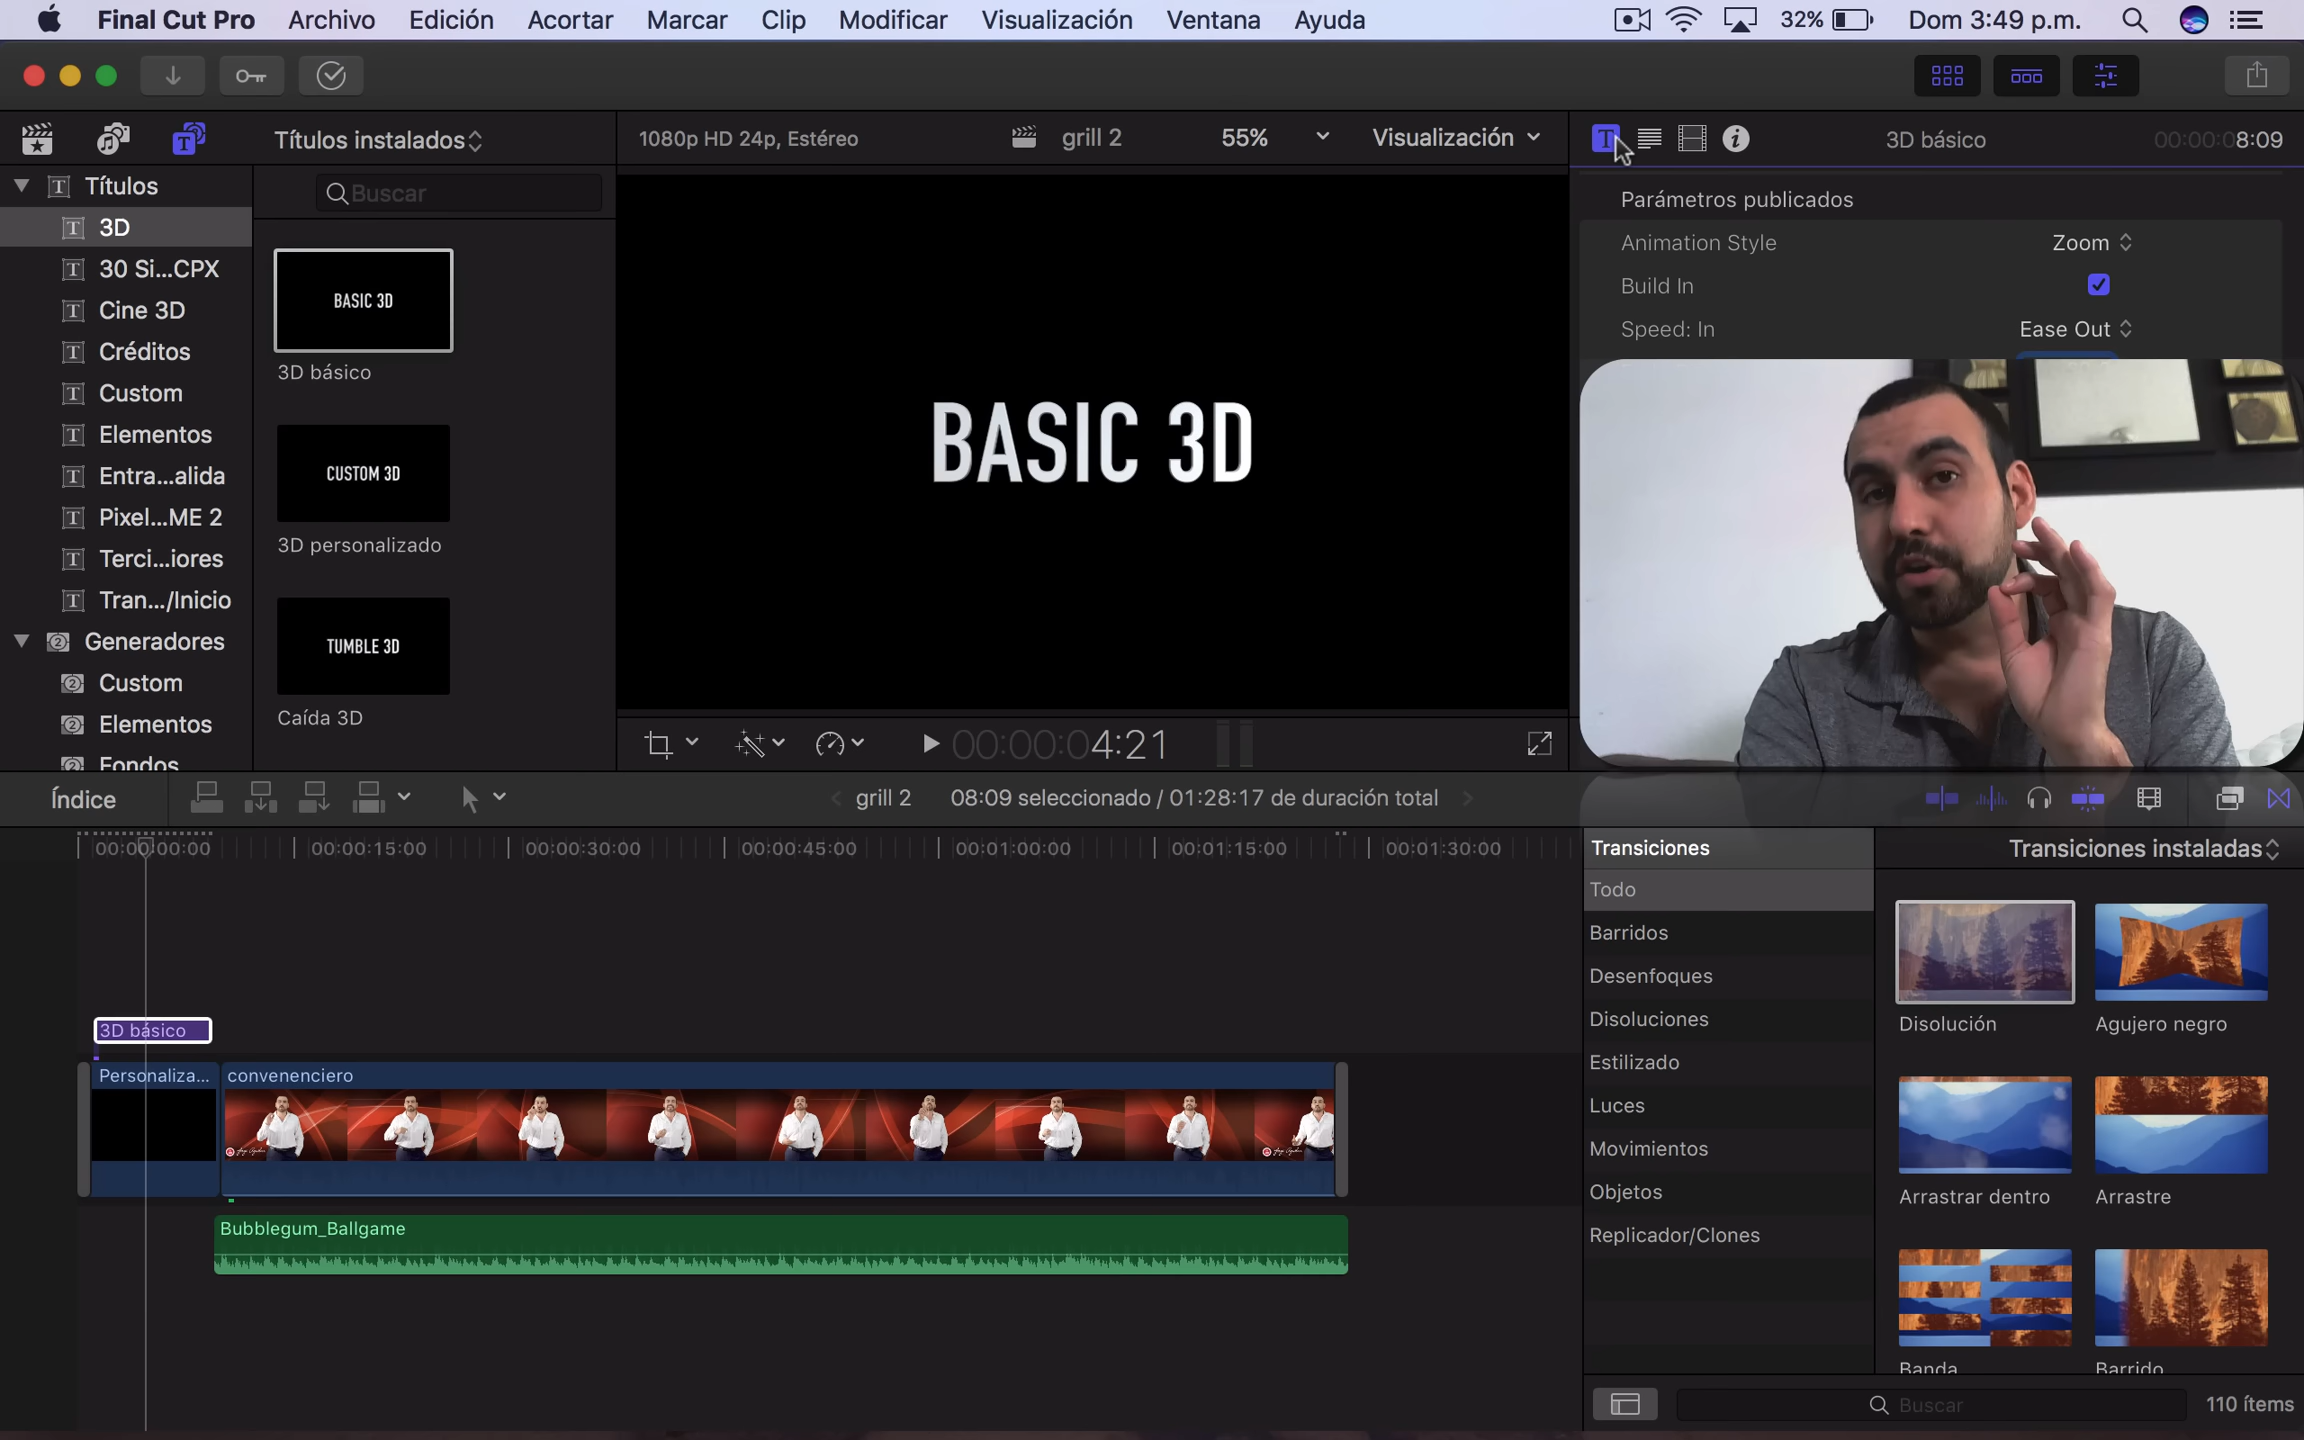 Final Cut Pro Archivo Edición Acortar Marcar Clip Modificar Visualización Ventana Ayuda 32% Dom 3:49 p.m.
Títulos instalados
1080p HD 24p, Estéreo grill 2 55% Visualización
T 3D básico 00:00:08:09
Títulos
3D
30 Si...CPX
Cine 3D
Créditos
Custom
Elementos
Entra...alida
Pixel...ME 2
Terci...iores
Tran.../Inicio
Generadores
Custom
Elementos
Fondos
Buscar
BASIC 3D
3D básico
CUSTOM 3D
3D personalizado
TUMBLE 3D
Caída 3D
BASIC 3D
00:00:04:21
Parámetros publicados
Animation Style Zoom
Build In
Speed: In Ease Out
Índice
grill 2 08:09 seleccionado / 01:28:17 de duración total
00:00:00:00 00:00:15:00 00:00:30:00 00:00:45:00 00:01:00:00 00:01:15:00 00:01:30:00
3D básico
Personaliza... convenenciero
Bubblegum_Ballgame
Transiciones
Todo
Barridos
Desenfoques
Disoluciones
Estilizado
Luces
Movimientos
Objetos
Replicador/Clones
Transiciones instaladas
Disolución Agujero negro
Arrastrar dentro Arrastre
Banda Barrido
Buscar 110 ítems